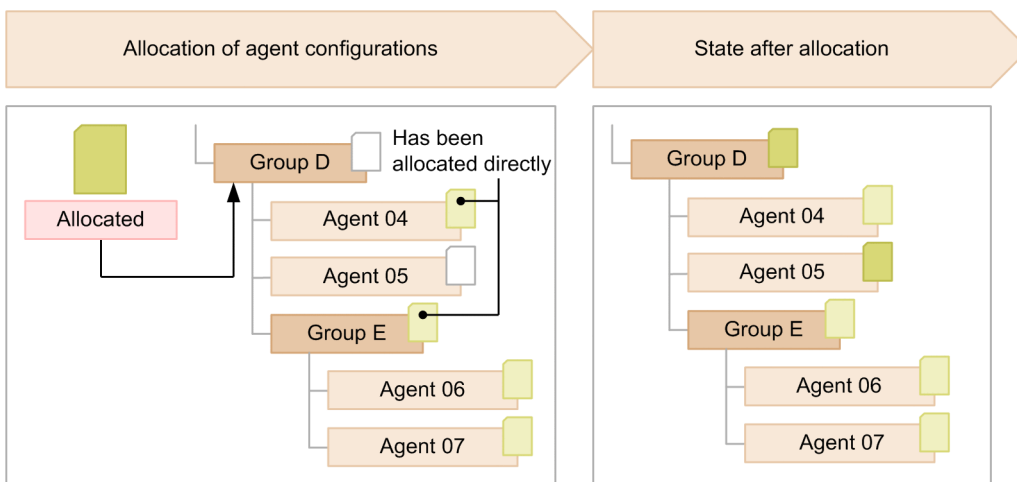 Allocation of agent configurations
State after allocation
Has been
allocated directly
Group D
Allocated
Agent 04
Agent 05
Group E
Agent 06
Agent 07
Group D
Agent 04
Agent 05
Group E
Agent 06
Agent 07